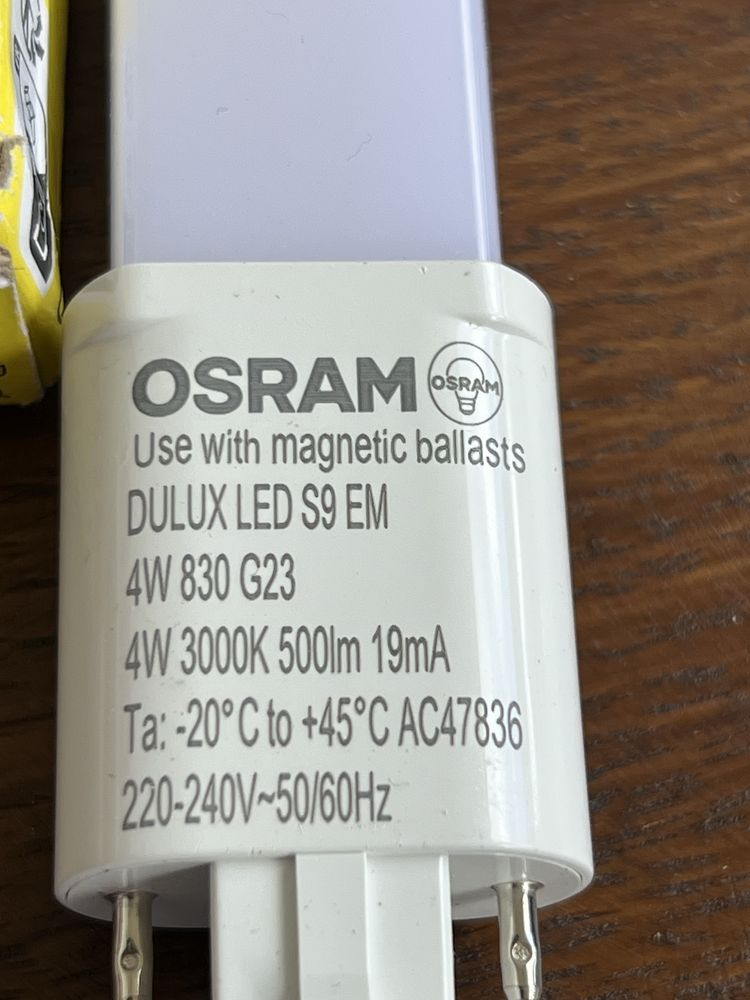 OSRAM OSRAM
Use with magnetic ballasts
DULUX LED S9 EM
4W 830 G23
4W 3000K 500lm 19mA
Ta: -20°C to +45°C AC47836
220-240V~50/60Hz